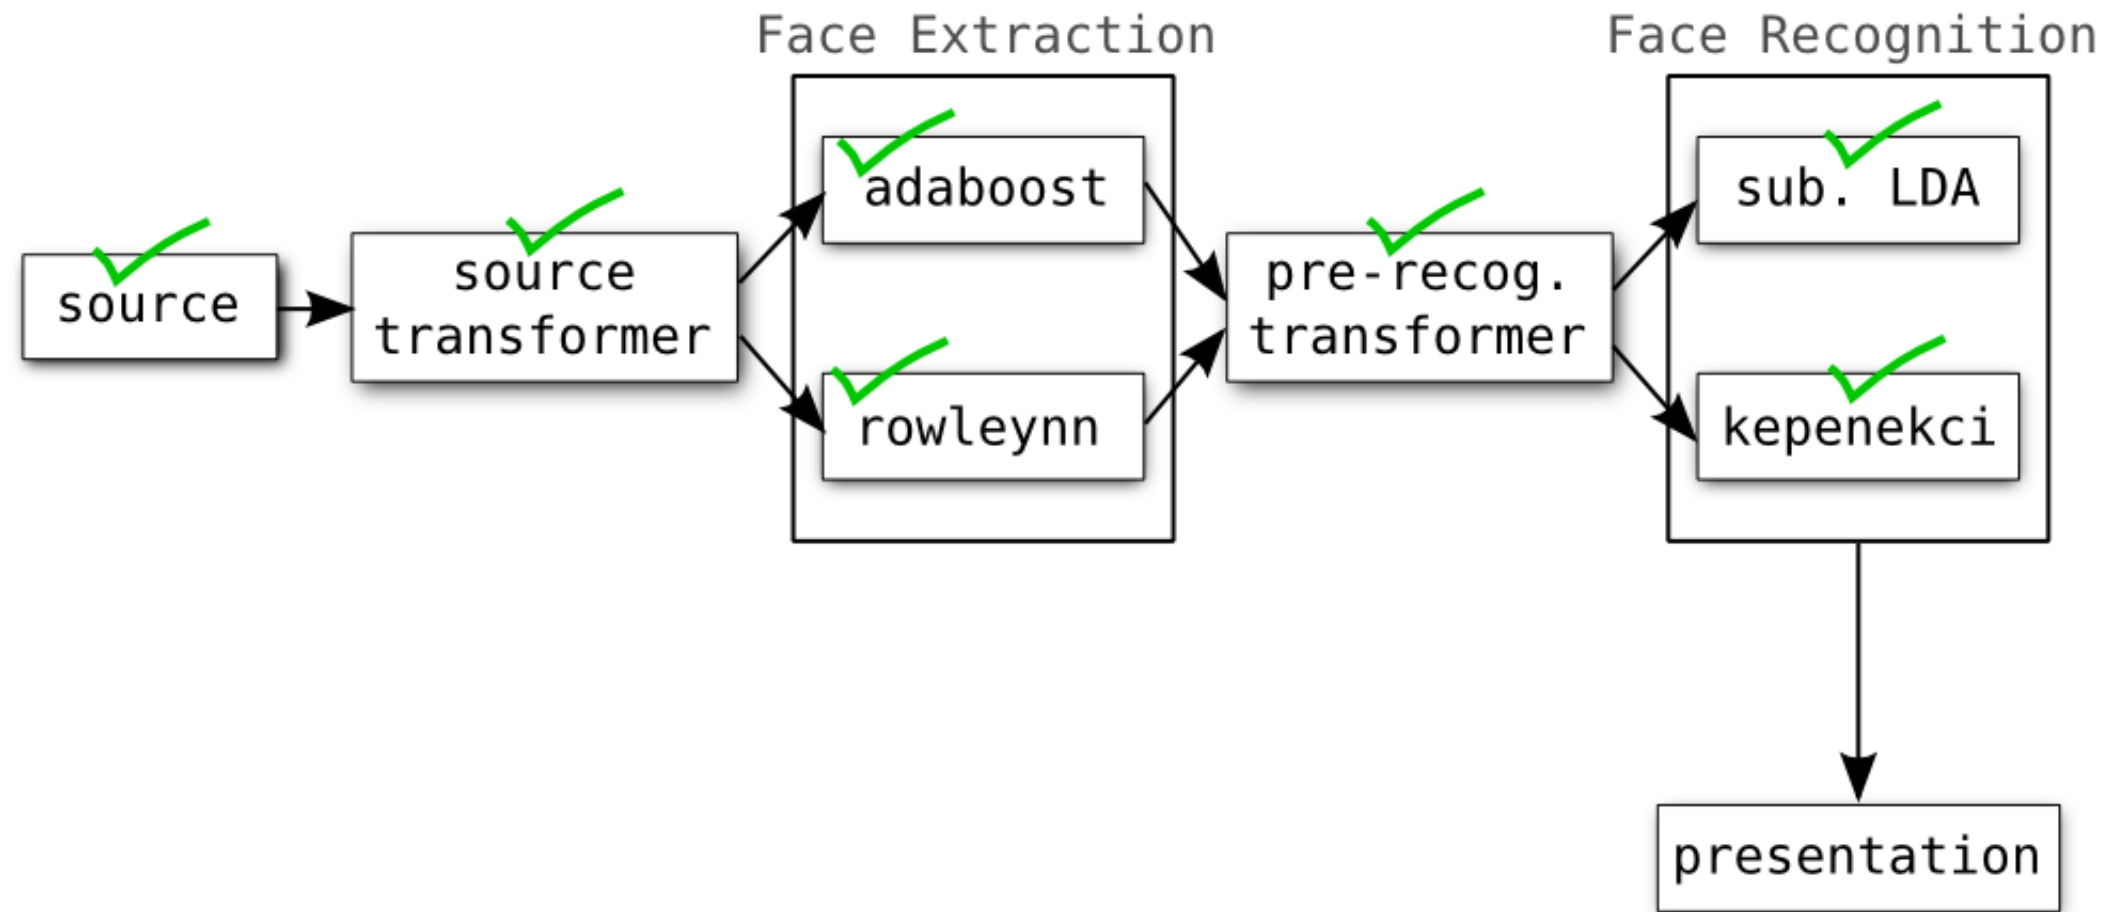 Face Extraction
Face Recognition
source
source
transformer
adaboost
rowleynn
pre-recog.
transformer
sub. LDA
kepenekci
presentation